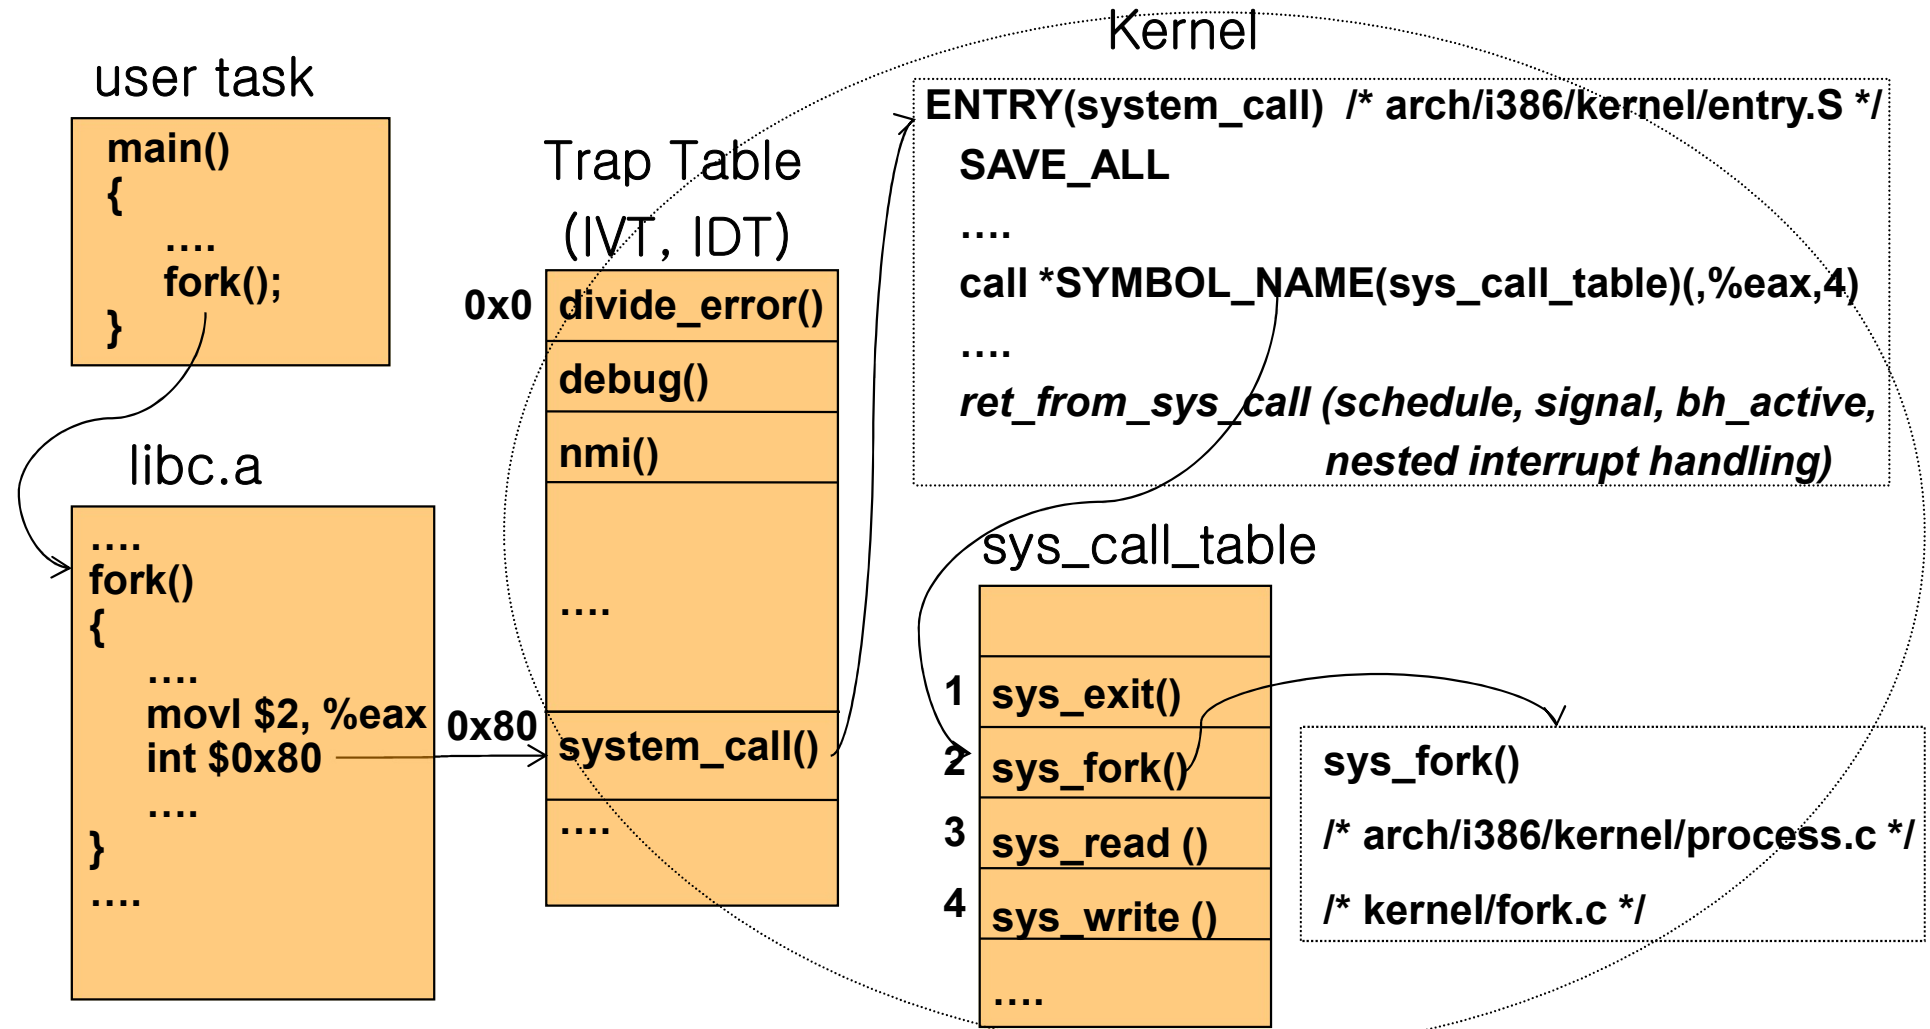 Kernel
user task
main()
{
....
fork();
}
libc.a
....
fork()
{
....
movl $2, %eax
int $0x80
....
}
....
Trap Table
(IVT, IDT)
0x0 divide_error()
debug()
nmi()
....
0x80 system_call()
....
ENTRY(system_call) /* arch/i386/kernel/entry.S */
SAVE_ALL
....
call *SYMBOL_NAME(sys_call_table)(,%eax,4)
....
ret_from_sys_call (schedule, signal, bh_active,
nested interrupt handling)
sys_call_table
1 sys_exit()
2 sys_fork()
3 sys_read ()
4 sys_write ()
....
sys_fork()
/* arch/i386/kernel/process.c */
/* kernel/fork.c */